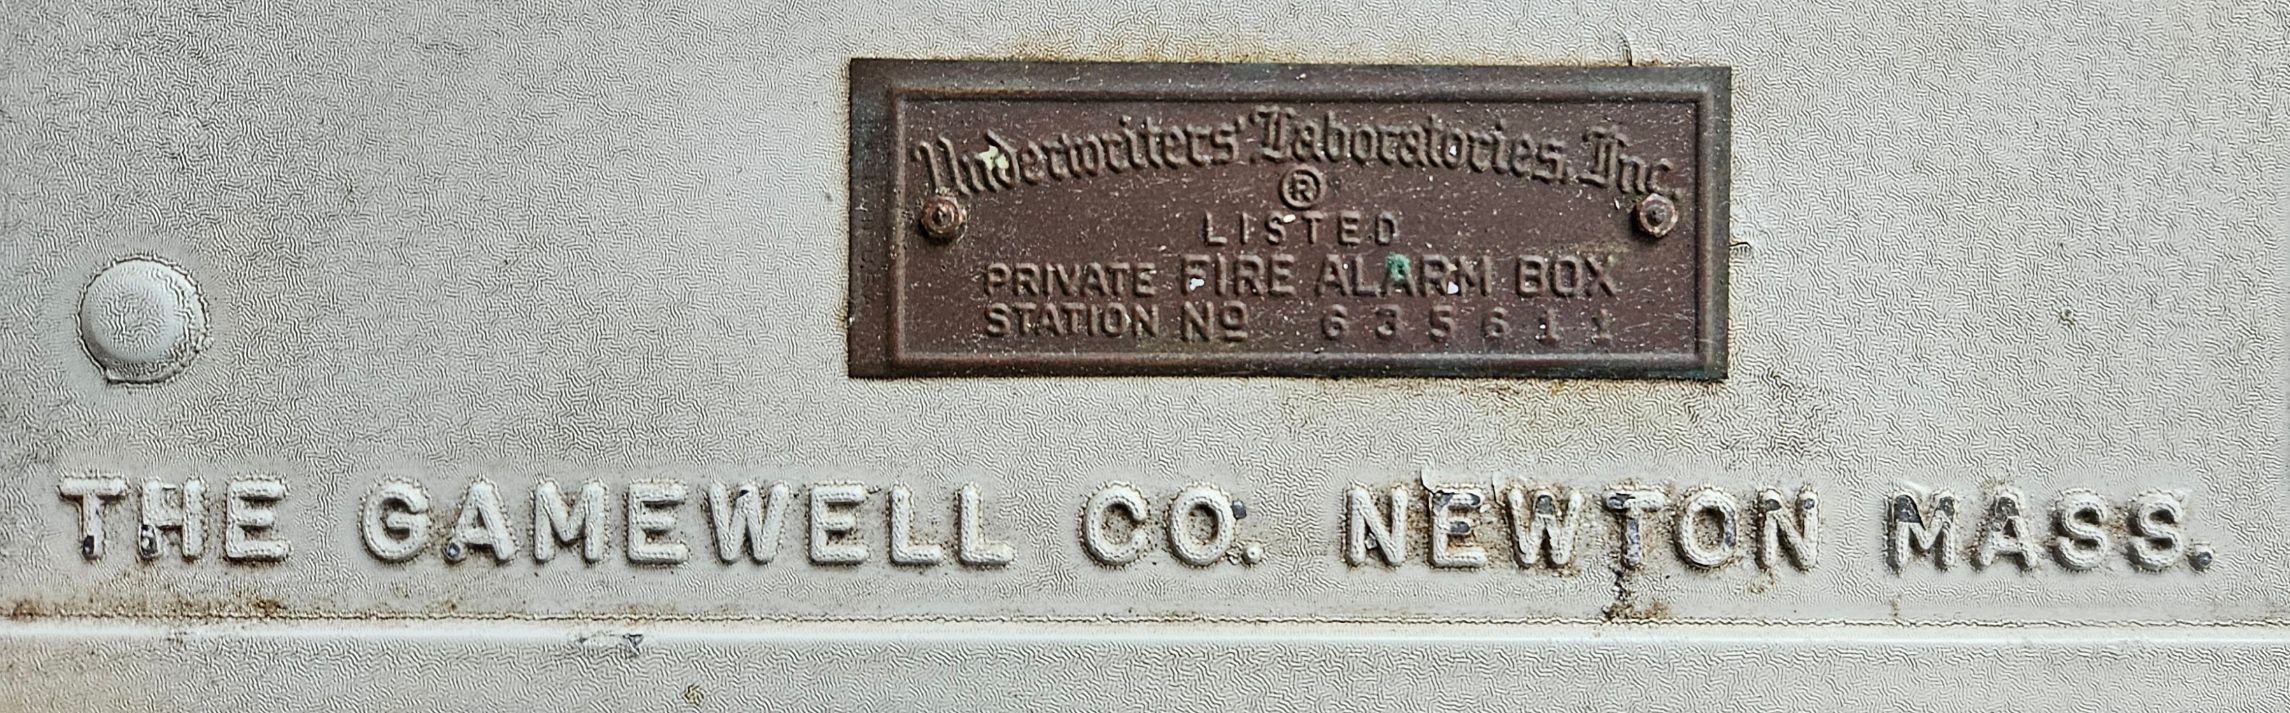 Underwriters' Laboratories, Inc.
®
LISTED
PRIVATE FIRE ALARM BOX
STATION Nº 635611
THE GAMEWELL CO. NEWTON MASS.